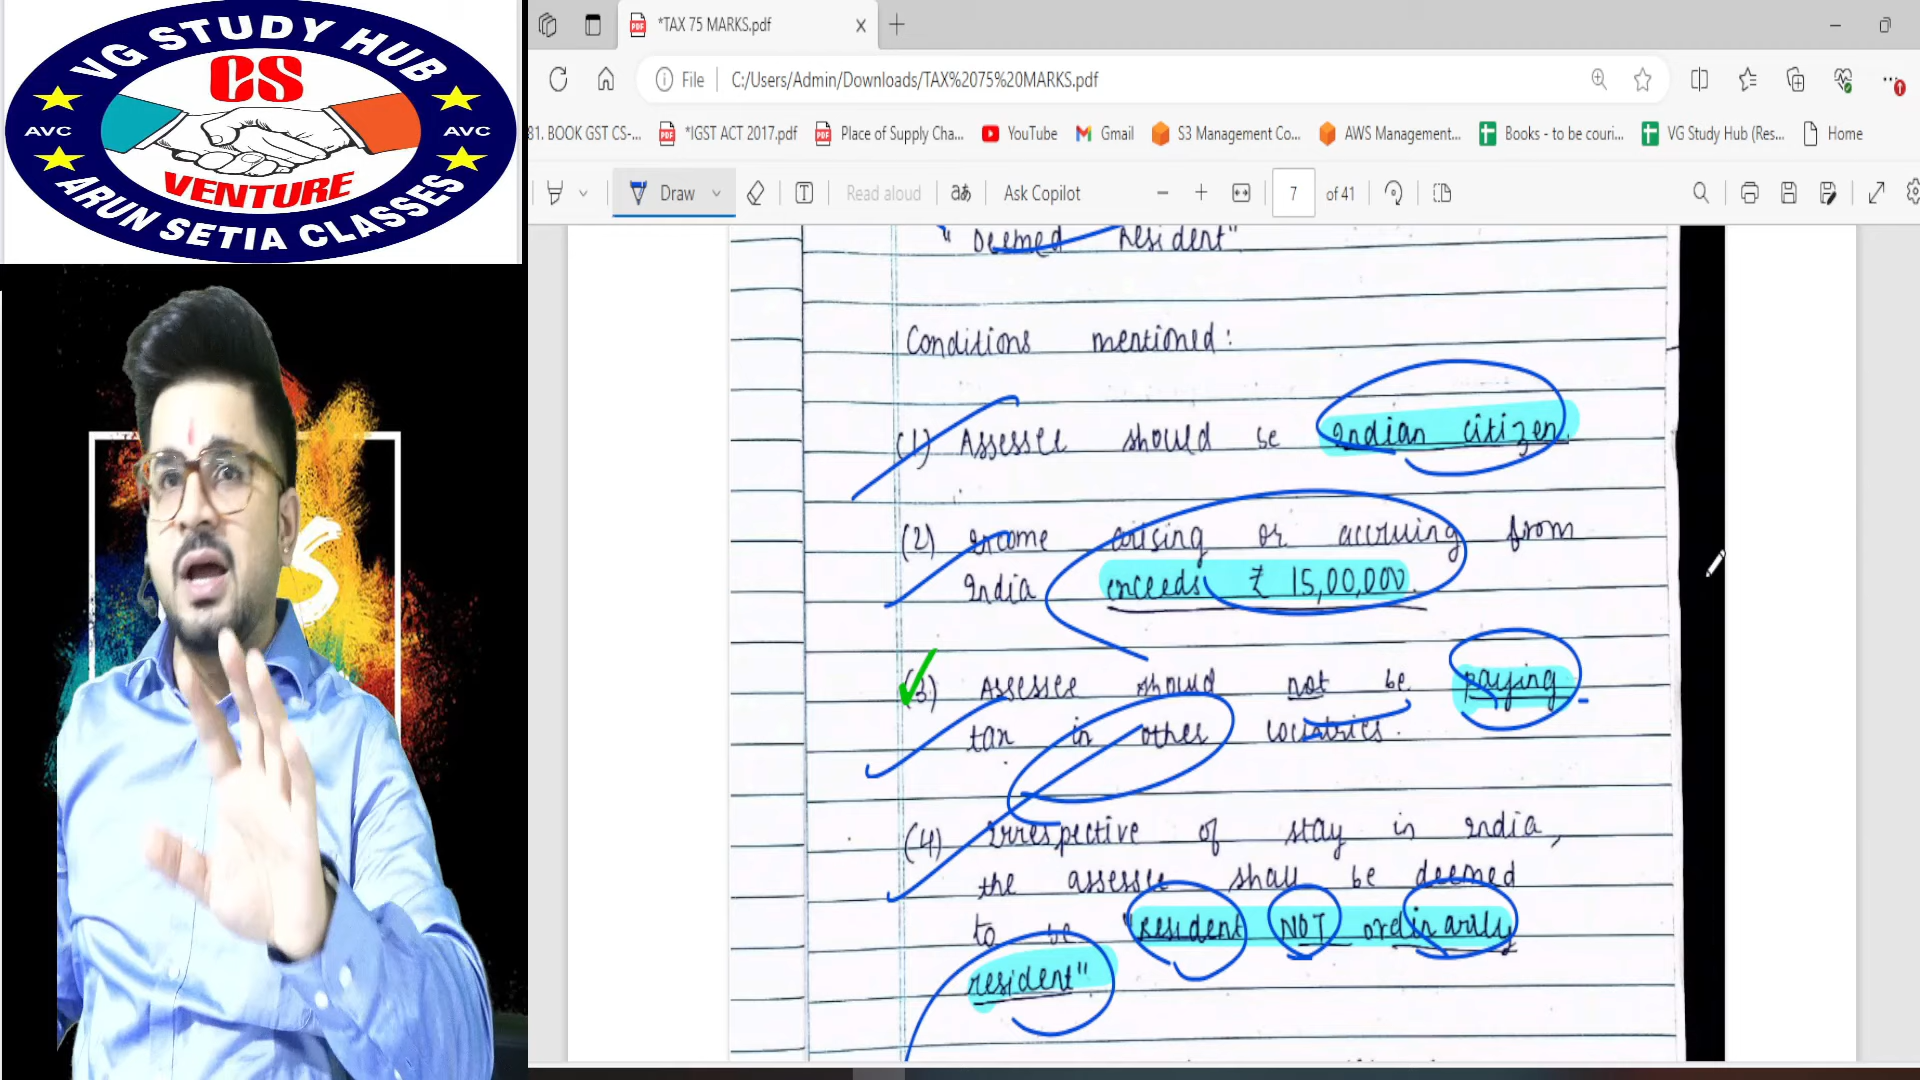 VG STUDY HUB
CS
AVC
AVC
VENTURE
ARUN SETIA CLASSES
*TAX 75 MARKS.pdf
File
C:/Users/Admin/Downloads/TAX%2075%20MARKS.pdf
31. BOOK GST CS-...
*IGST ACT 2017.pdf
Place of Supply Cha...
YouTube
Gmail
S3 Management Co...
AWS Management...
Books - to be couri...
VG Study Hub (Res...
Home
Draw
Read aloud
Ask Copilot
7
of 41
"Deemed Resident".
Conditions mentioned:
(1) Assessee should be Indian citizen.
(2) Income arising or accruing from
India exceeds ₹ 15,00,000.
(3) Assessee should not be paying
tax in other countries.
(4) Irrespective of stay in India,
the assessee shall be deemed
to be "Resident NOT ordinarily
resident"